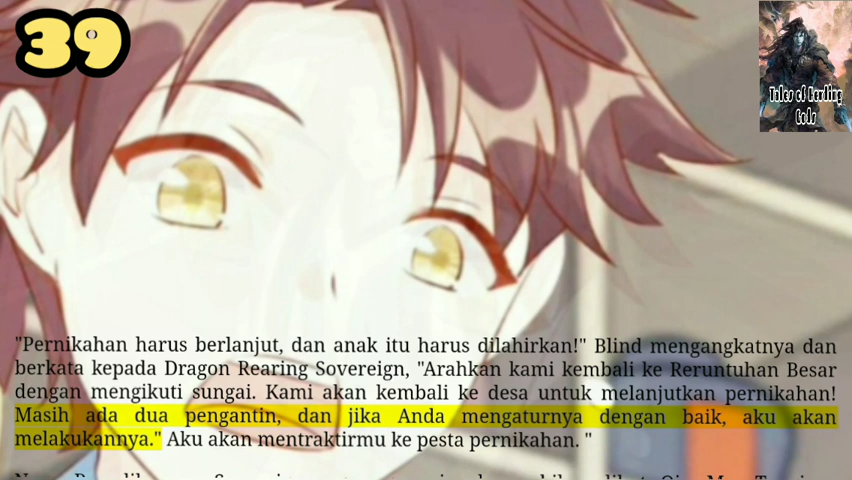 39
Tales of Herding
Gods
"Pernikahan harus berlanjut, dan anak itu harus dilahirkan!" Blind mengangkatnya dan
berkata kepada Dragon Rearing Sovereign, "Arahkan kami kembali ke Reruntuhan Besar
dengan mengikuti sungai. Kami akan kembali ke desa untuk melanjutkan pernikahan!
Masih ada dua pengantin, dan jika Anda mengaturnya dengan baik, aku akan
melakukannya." Aku akan mentraktirmu ke pesta pernikahan. "